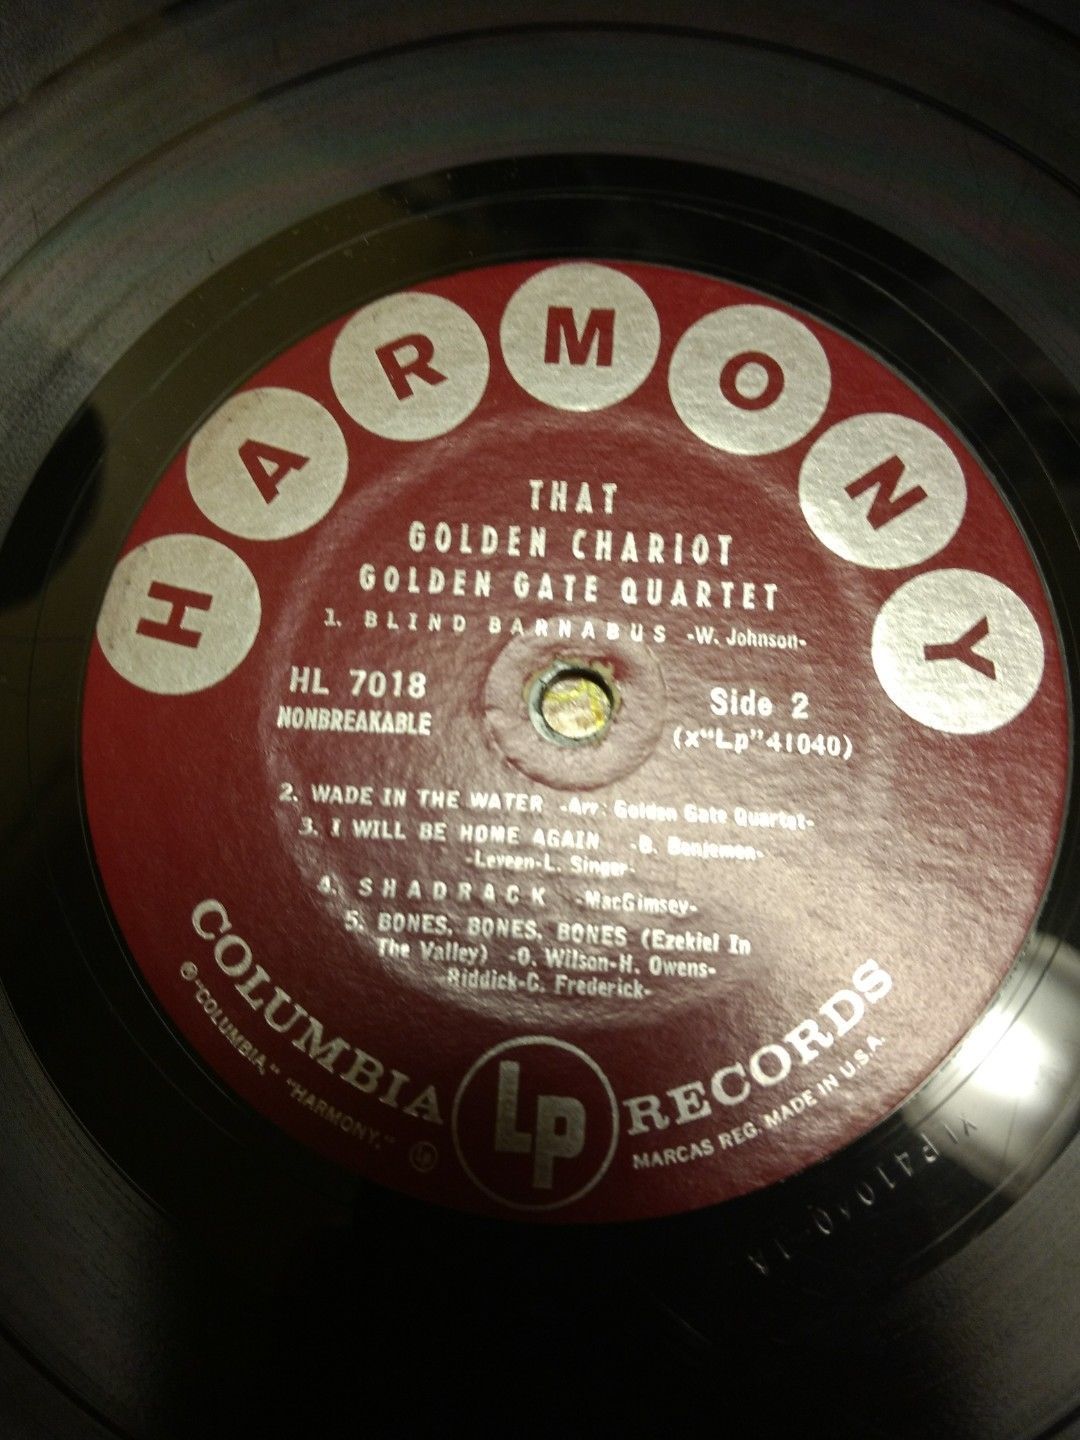 HARMONY
THAT
GOLDEN CHARIOT
GOLDEN GATE QUARTET
1. BLIND BARNABUS -W. Johnson-
HL 7018
NONBREAKABLE
Side 2
(x"Lp"41040)
2. WADE IN THE WATER -Arr: Golden Gate Quartet-
3. I WILL BE HOME AGAIN -B. Benjemen-
-Leveen-L. Singer-
4. SHADRACK -MacGimsey-
5. BONES, BONES, BONES (Ezekiel In
The Valley) -O. Wilson-H. Owens-
-Riddick-C. Frederick-
COLUMBIA Lp RECORDS
® "COLUMBIA," "HARMONY," Lp MARCAS REG. MADE IN U.S.A.
XLP41040-1A